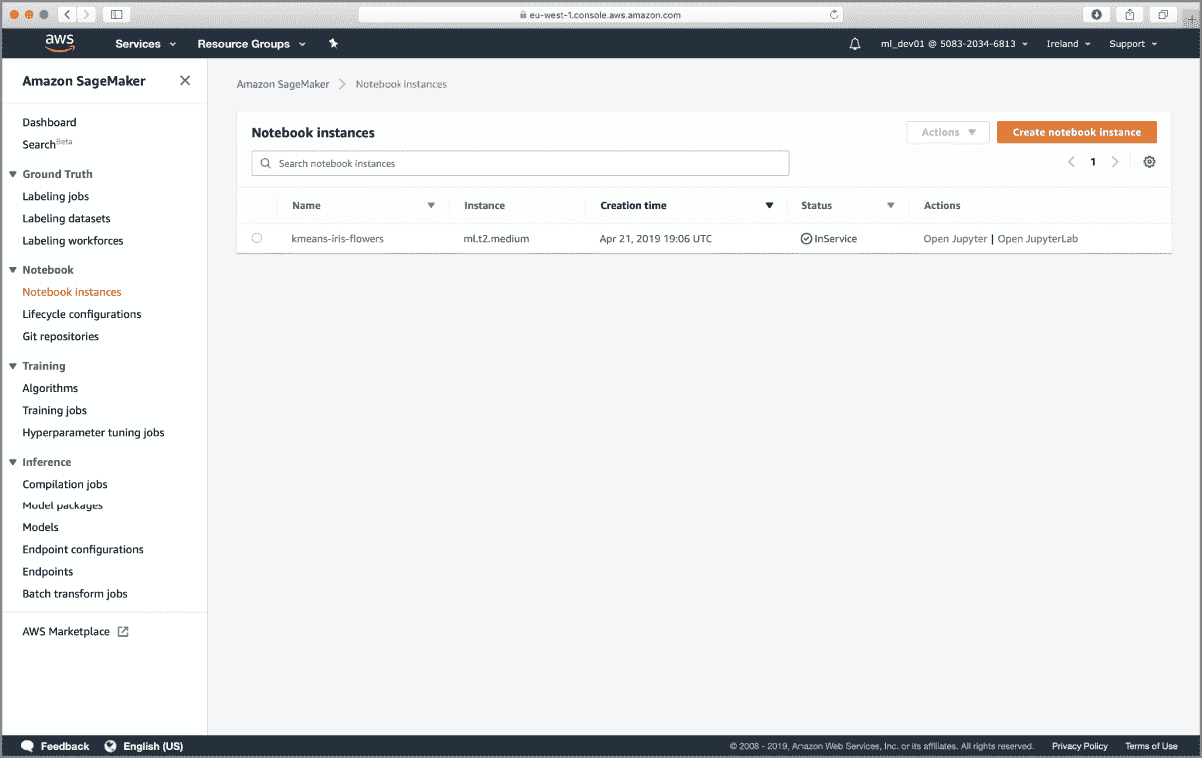 eu-west-1.console.aws.amazon.com
aws Services Resource Groups ml_dev01 @ 5083-2034-6813 Ireland Support
Amazon SageMaker
Dashboard
Search Beta
Ground Truth
Labeling jobs
Labeling datasets
Labeling workforces
Notebook
Notebook instances
Lifecycle configurations
Git repositories
Training
Algorithms
Training jobs
Hyperparameter tuning jobs
Inference
Compilation jobs
Model packages
Models
Endpoint configurations
Endpoints
Batch transform jobs
AWS Marketplace
Amazon SageMaker > Notebook instances
Notebook instances Actions Create notebook instance
Search notebook instances 1
Name Instance Creation time Status Actions
kmeans-iris-flowers ml.t2.medium Apr 21, 2019 19:06 UTC InService Open Jupyter | Open JupyterLab
Feedback English (US) © 2008 - 2019, Amazon Web Services, Inc. or its affiliates. All rights reserved. Privacy Policy Terms of Use